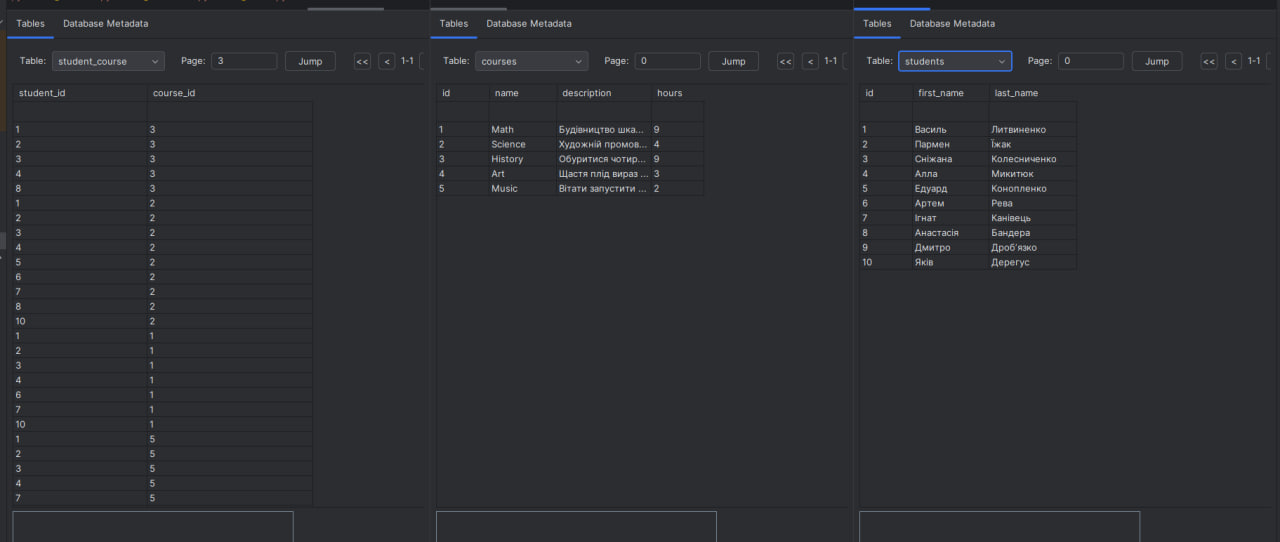 Tables Database Metadata
Table: student_course Page: 3 Jump << < 1-1
student_id course_id
1 3
2 3
3 3
4 3
8 3
1 2
2 2
3 2
4 2
5 2
6 2
7 2
8 2
10 2
1 1
2 1
3 1
4 1
6 1
7 1
10 1
1 5
2 5
3 5
4 5
7 5
Tables Database Metadata
Table: courses Page: 0 Jump << < 1-1
id name description hours
1 Math Будівництво шка... 9
2 Science Художній промов... 4
3 History Обуритися чотир... 9
4 Art Щастя плід вираз ... 3
5 Music Вітати запустити ... 2
Tables Database Metadata
Table: students Page: 0 Jump << < 1-1
id first_name last_name
1 Василь Литвиненко
2 Пармен Їжак
3 Сніжана Колесниченко
4 Алла Микитюк
5 Едуард Конопленко
6 Артем Рева
7 Ігнат Канівець
8 Анастасія Бандера
9 Дмитро Дроб'язко
10 Яків Дерегус